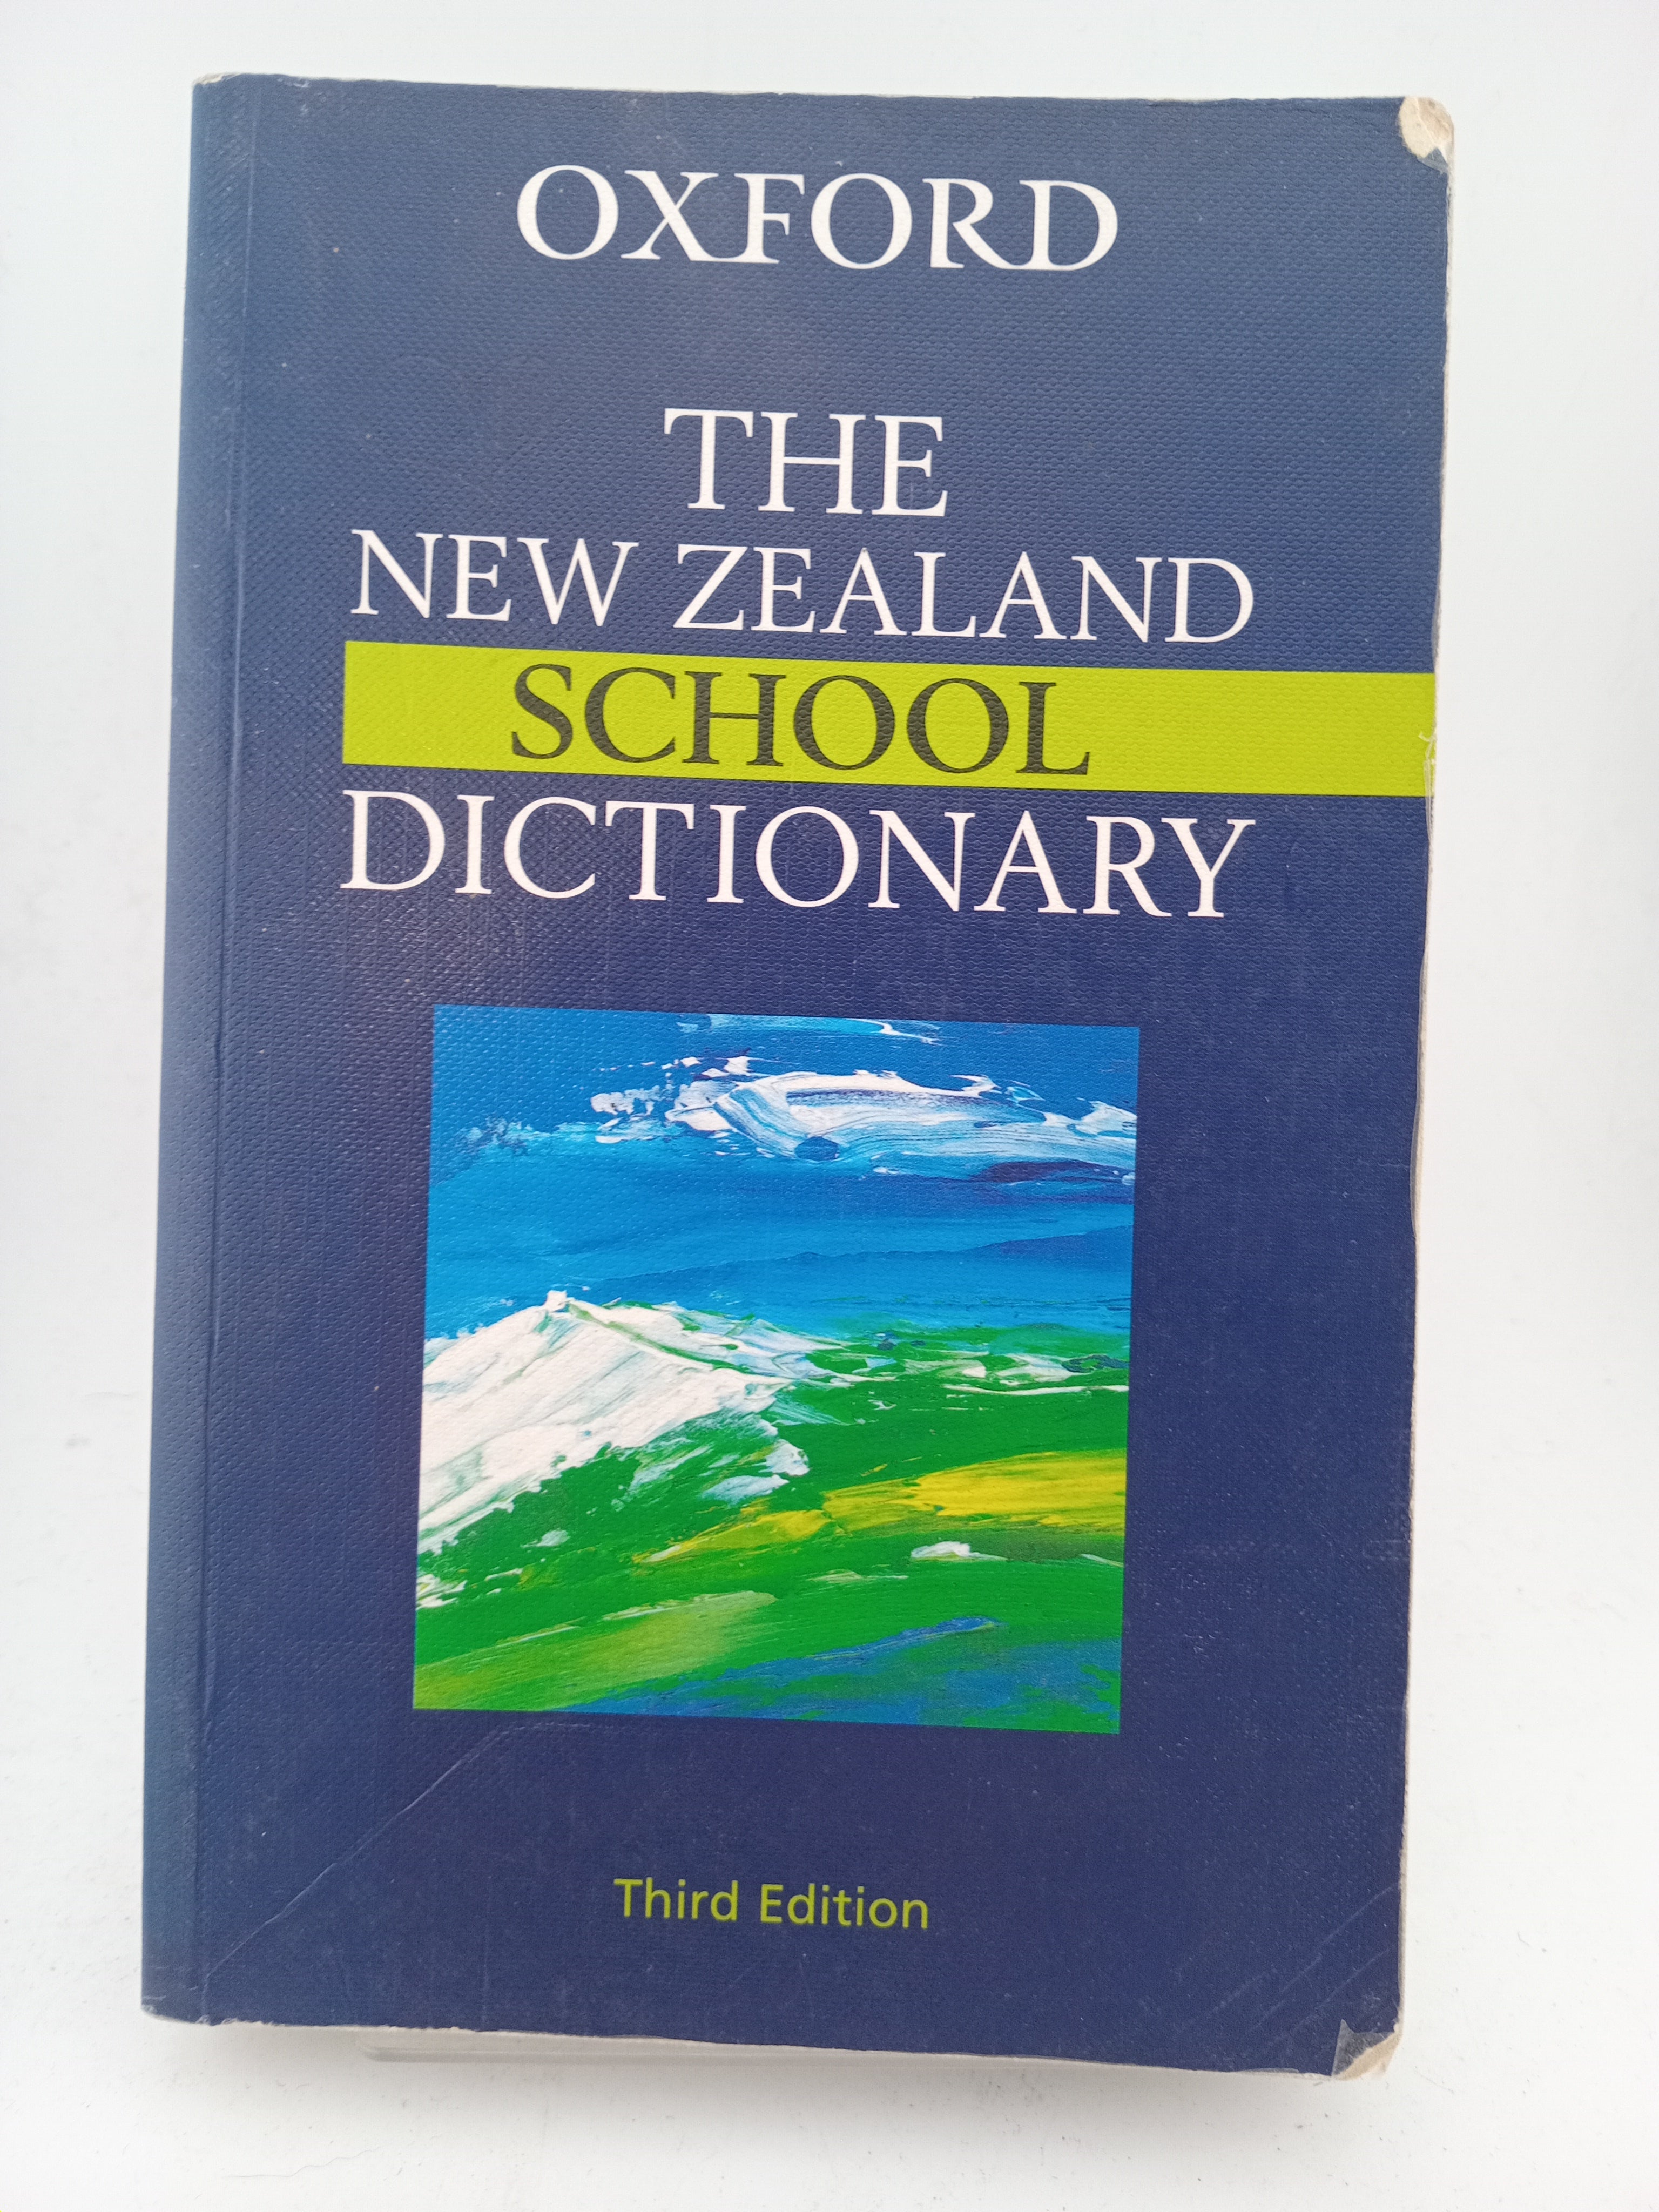 OXFORD
THE
NEW ZEALAND
SCHOOL
DICTIONARY
Third Edition